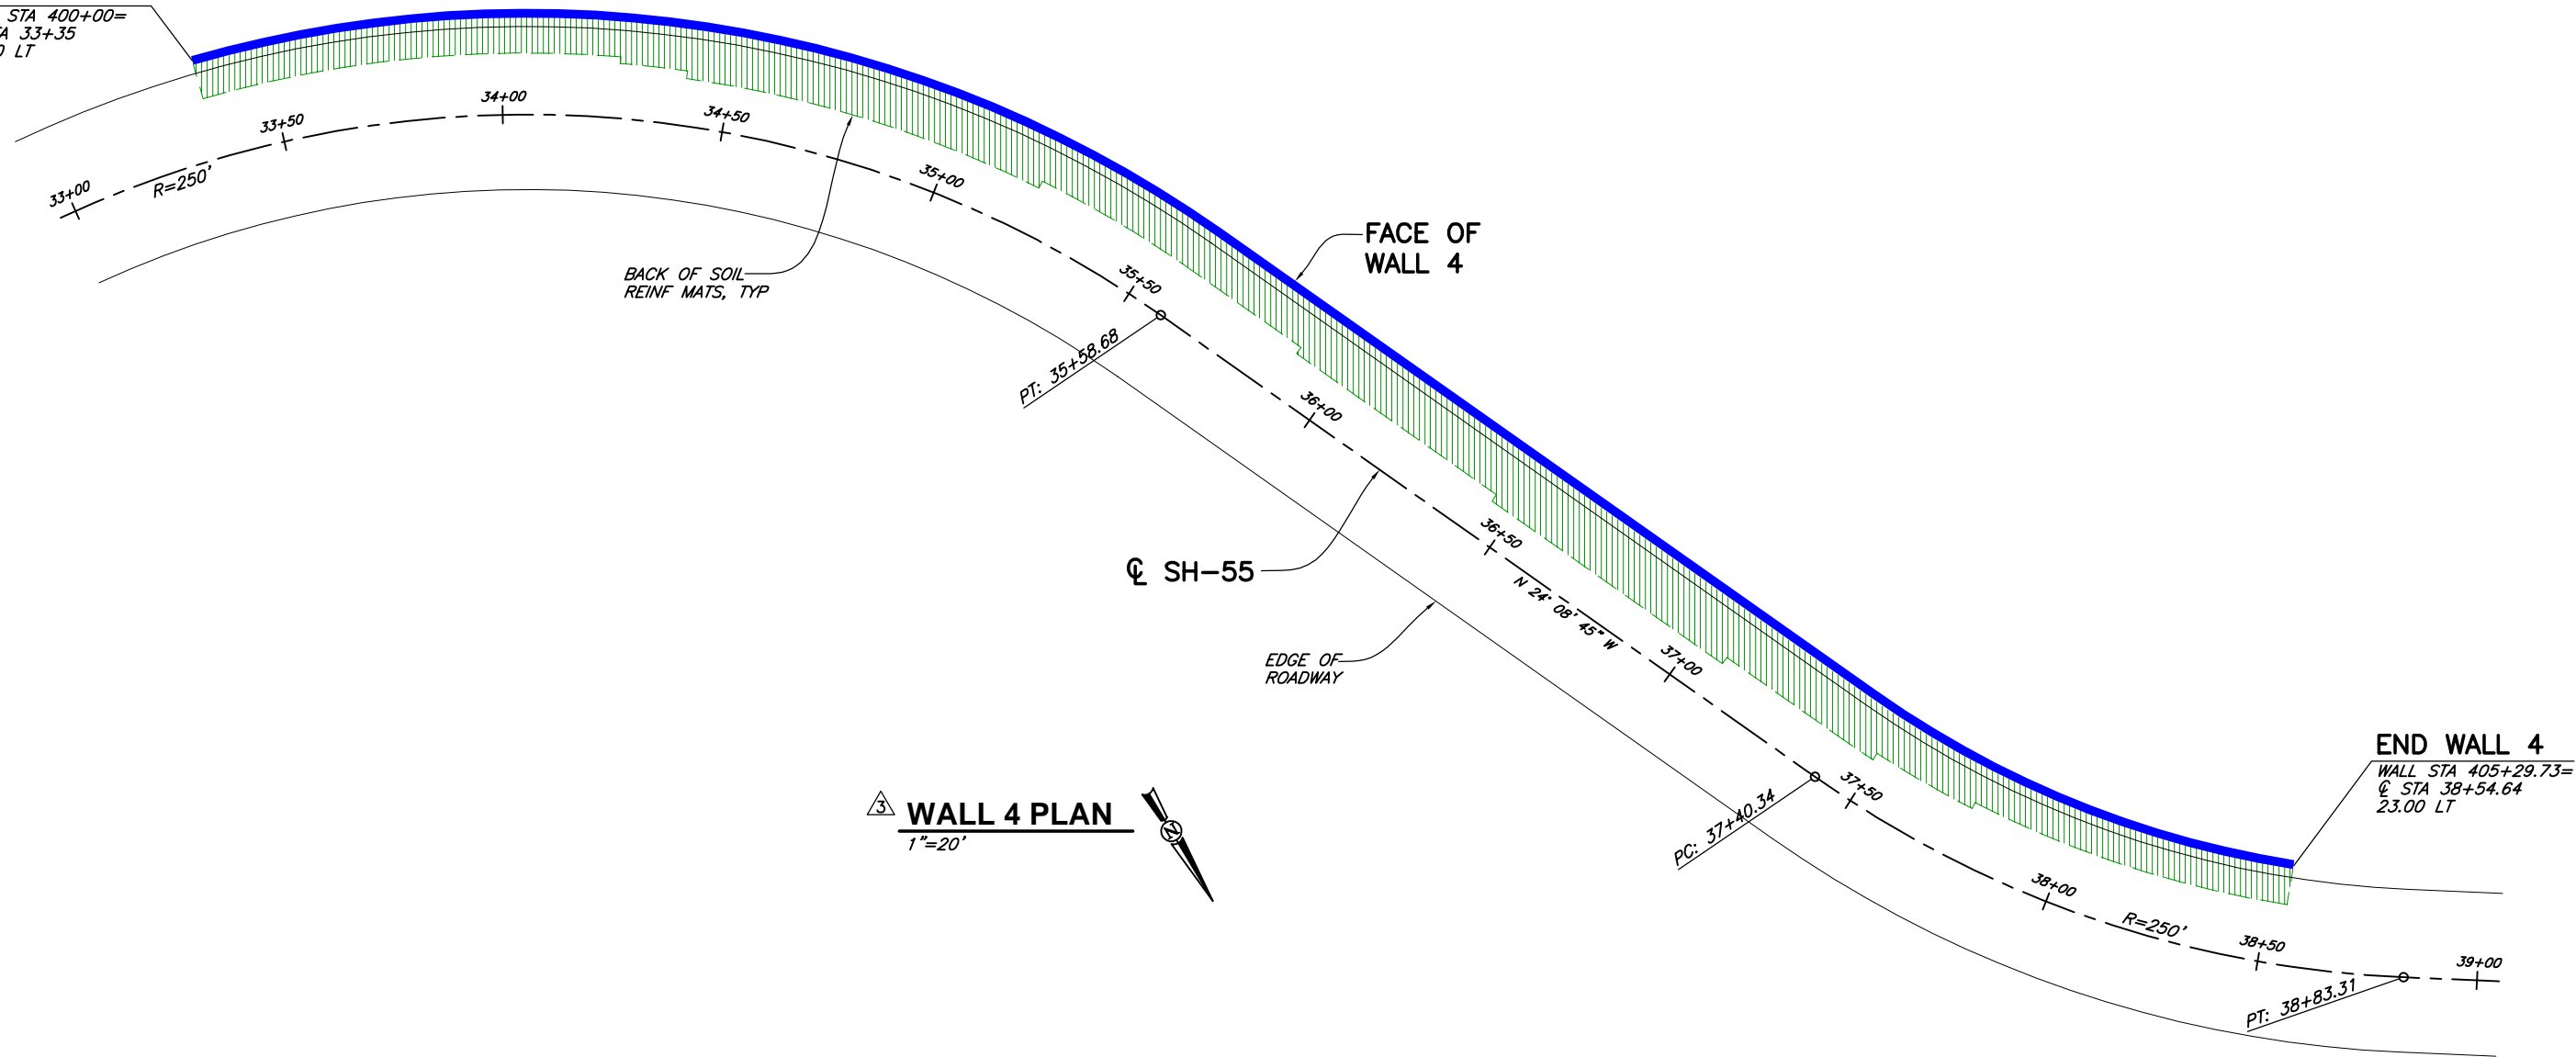 STA 400+00=
STA 33+35
LT
33+00
R=250'
33+50
34+00
34+50
35+00
35+50
BACK OF SOIL
REINF MATS, TYP
FACE OF
WALL 4
PT: 35+58.68
36+00
36+50
℄ SH-55
N 24° 08' 45" W
EDGE OF
ROADWAY
37+00
37+50
PC: 37+40.34
3
WALL 4 PLAN
1"=20'
N
END WALL 4
WALL STA 405+29.73=
℄ STA 38+54.64
23.00 LT
38+00
R=250'
38+50
39+00
PT: 38+83.31